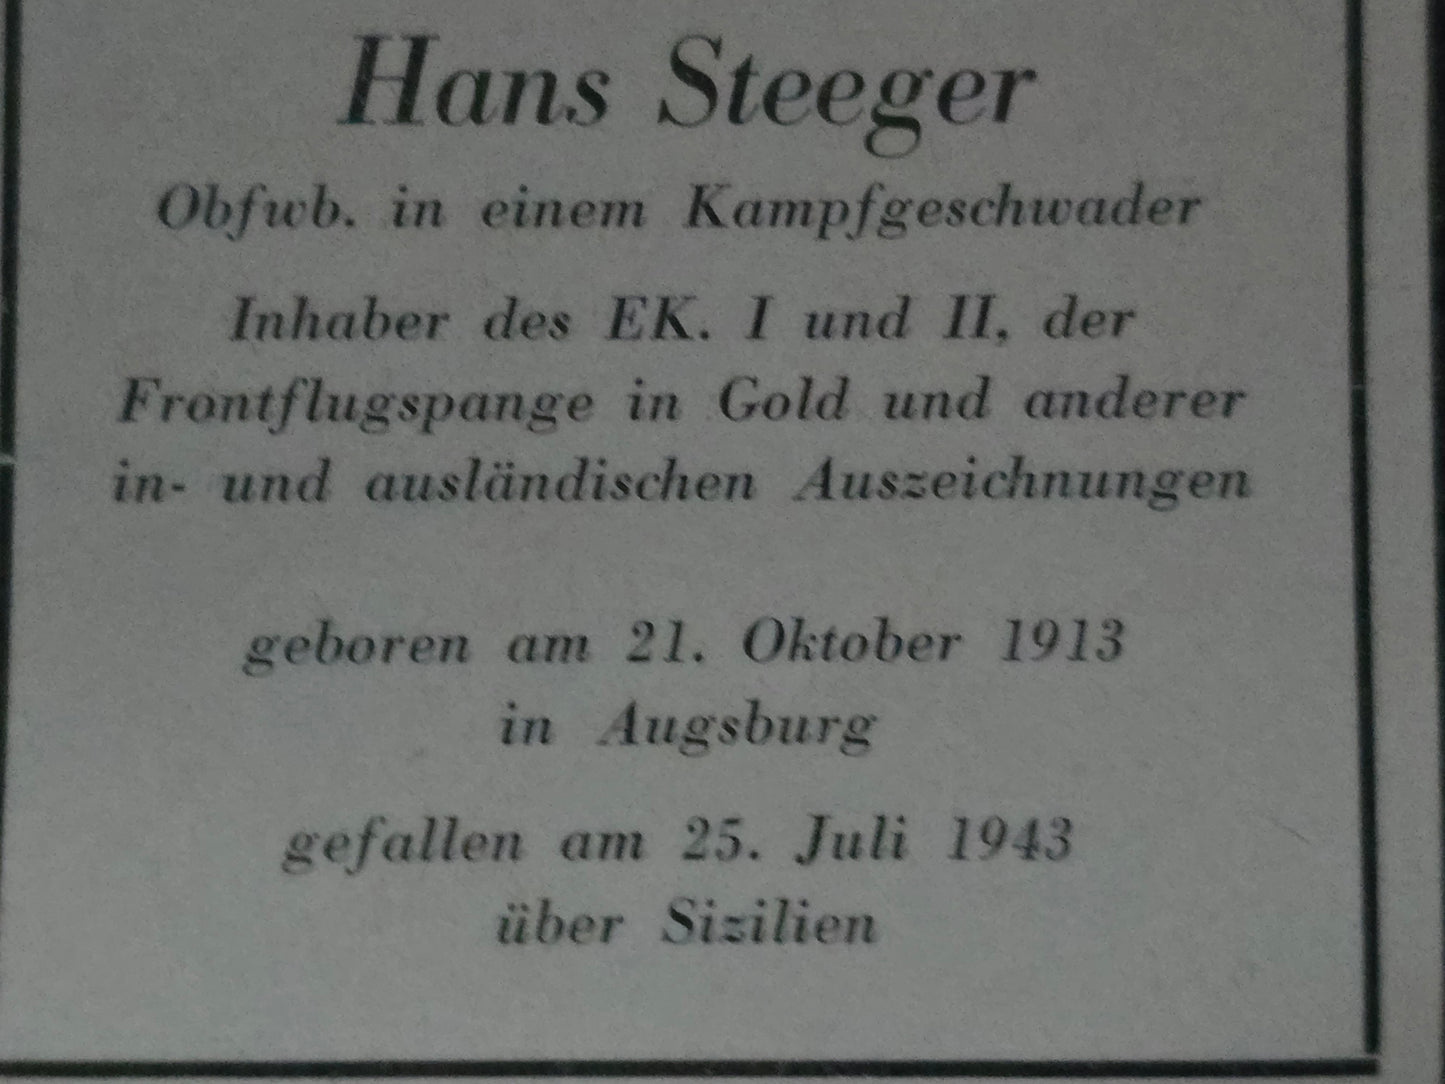 Hans Steeger
Obfwb. in einem Kampfgeschwader
Inhaber des EK. I und II, der
Frontflugspange in Gold und anderer
in- und ausländischen Auszeichnungen
geboren am 21. Oktober 1913
in Augsburg
gefallen am 25. Juli 1943
über Sizilien